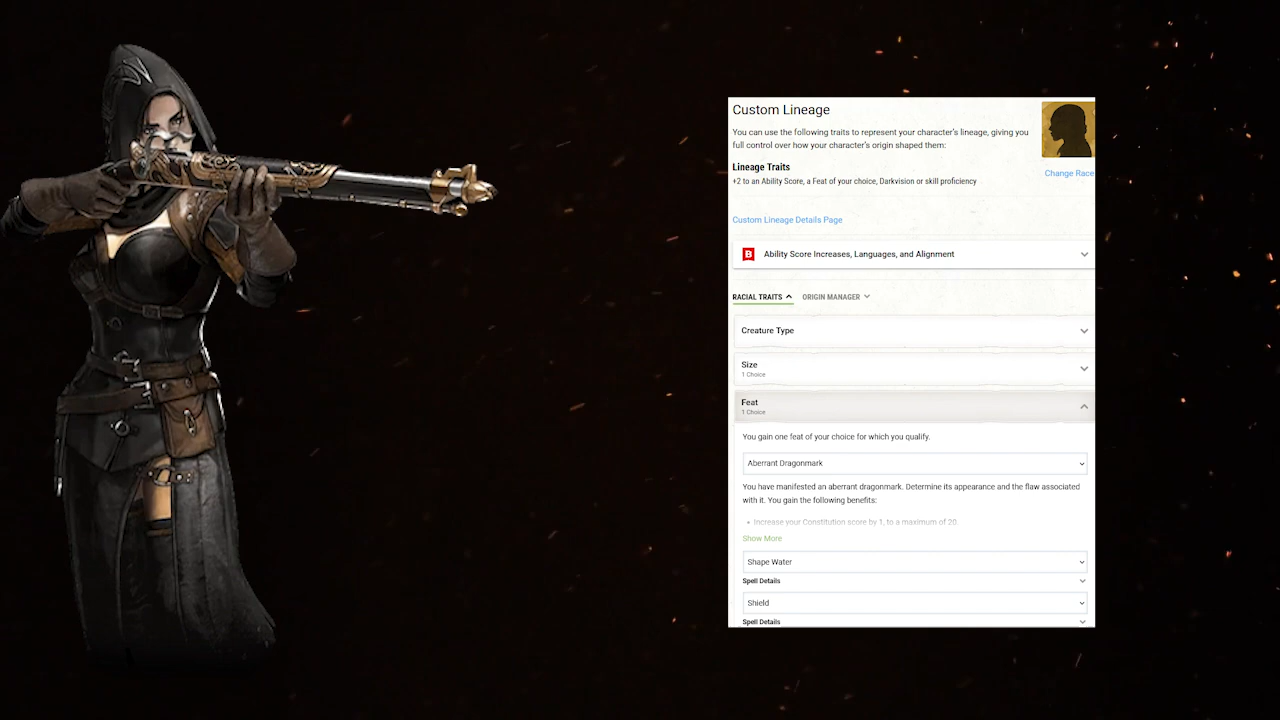 Custom Lineage
You can use the following traits to represent your character's lineage, giving you
full control over how your character's origin shaped them:
Change Race
Lineage Traits
+2 to an Ability Score, a Feat of your choice, Darkvision or skill proficiency
Custom Lineage Details Page
B Ability Score Increases, Languages, and Alignment
RACIAL TRAITS ORIGIN MANAGER
Creature Type
Size
1 Choice
Feat
1 Choice
You gain one feat of your choice for which you qualify.
Aberrant Dragonmark
You have manifested an aberrant dragonmark. Determine its appearance and the flaw associated
with it. You gain the following benefits:
• Increase your Constitution score by 1, to a maximum of 20.
Show More
Shape Water
Spell Details
Shield
Spell Details